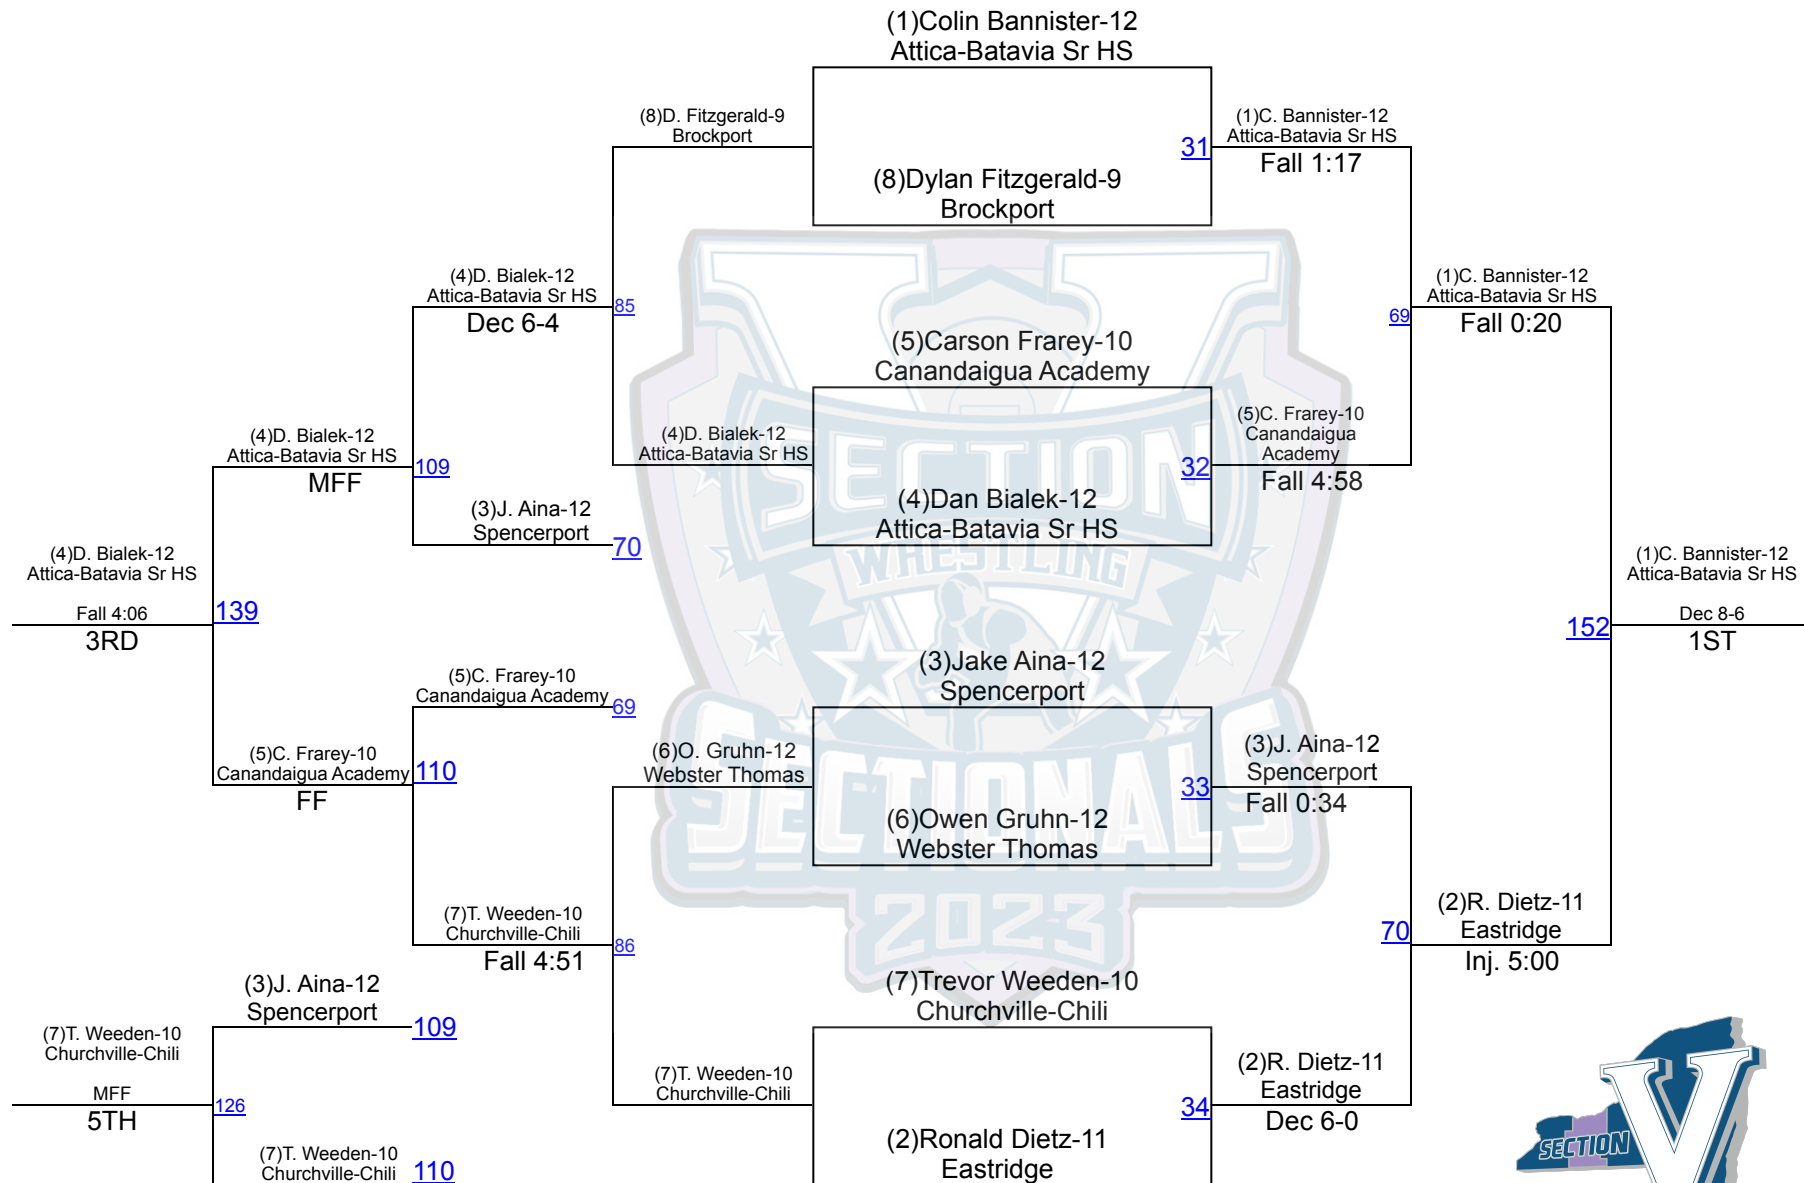 (1)Colin Bannister-12
Attica-Batavia Sr HS
(8)D. Fitzgerald-9
Brockport
31
(1)C. Bannister-12
Attica-Batavia Sr HS
Fall 1:17
(8)Dylan Fitzgerald-9
Brockport
(4)D. Bialek-12
Attica-Batavia Sr HS
Dec 6-4
85
(1)C. Bannister-12
Attica-Batavia Sr HS
Fall 0:20
69
(5)Carson Frarey-10
Canandaigua Academy
(4)D. Bialek-12
Attica-Batavia Sr HS
MFF
109
(4)D. Bialek-12
Attica-Batavia Sr HS
32
(5)C. Frarey-10
Canandaigua
Academy
Fall 4:58
(4)Dan Bialek-12
Attica-Batavia Sr HS
(3)J. Aina-12
Spencerport
70
(4)D. Bialek-12
Attica-Batavia Sr HS
Fall 4:06
3RD
139
(1)C. Bannister-12
Attica-Batavia Sr HS
Dec 8-6
1ST
152
SECTION
WRESTLING
SECTIONALS
2023
(3)Jake Aina-12
Spencerport
(5)C. Frarey-10
Canandaigua Academy
69
(5)C. Frarey-10
Canandaigua Academy
FF
110
(6)O. Gruhn-12
Webster Thomas
33
(3)J. Aina-12
Spencerport
Fall 0:34
(6)Owen Gruhn-12
Webster Thomas
(7)T. Weeden-10
Churchville-Chili
Fall 4:51
86
70
(2)R. Dietz-11
Eastridge
Inj. 5:00
(7)Trevor Weeden-10
Churchville-Chili
(3)J. Aina-12
Spencerport
109
(7)T. Weeden-10
Churchville-Chili
MFF
5TH
126
(7)T. Weeden-10
Churchville-Chili
34
(2)R. Dietz-11
Eastridge
Dec 6-0
(2)Ronald Dietz-11
Eastridge
(7)T. Weeden-10
Churchville-Chili
110
SECTION
V